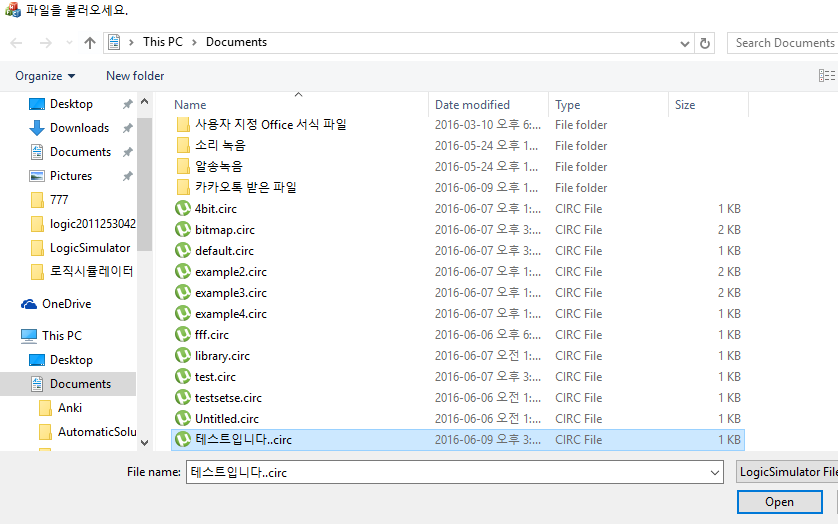 파일을 불러오세요.
This PC Documents Search Documents
Organize New folder
Name Date modified Type Size
Desktop
Downloads
Documents
Pictures
777
logic2011253042
LogicSimulator
로직시뮬레이터
OneDrive
This PC
Desktop
Documents
Anki
AutomaticSolu
사용자 지정 Office 서식 파일 2016-03-10 오후 6:... File folder
소리 녹음 2016-05-24 오후 1... File folder
알송녹음 2016-05-24 오후 1... File folder
카카오톡 받은 파일 2016-06-09 오후 1... File folder
4bit.circ 2016-06-07 오후 1:... CIRC File 1 KB
bitmap.circ 2016-06-07 오후 3:... CIRC File 2 KB
default.circ 2016-06-07 오후 3:... CIRC File 1 KB
example2.circ 2016-06-07 오후 1:... CIRC File 2 KB
example3.circ 2016-06-07 오후 1:... CIRC File 2 KB
example4.circ 2016-06-07 오후 1:... CIRC File 1 KB
fff.circ 2016-06-06 오후 6:... CIRC File 1 KB
library.circ 2016-06-07 오전 1:... CIRC File 1 KB
test.circ 2016-06-07 오후 3:... CIRC File 1 KB
testsetse.circ 2016-06-06 오전 1:... CIRC File 1 KB
Untitled.circ 2016-06-06 오전 1:... CIRC File 1 KB
테스트입니다..circ 2016-06-09 오후 3:... CIRC File 1 KB
File name: 테스트입니다..circ LogicSimulator File
Open